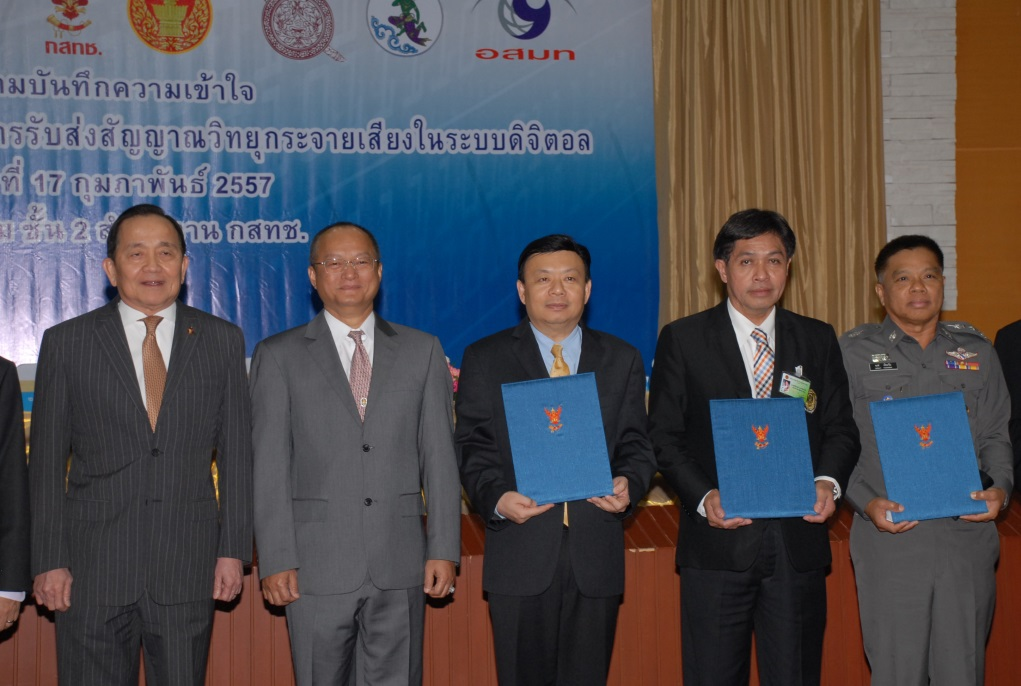 กสทช.
อสมท
ามบันทึกความเข้าใจ
ารรับส่งสัญญาณวิทยุกระจายเสียงในระบบดิจิตอล
ที่ 17 กุมภาพันธ์ 2557
ม ชั้น 2 กสทช.